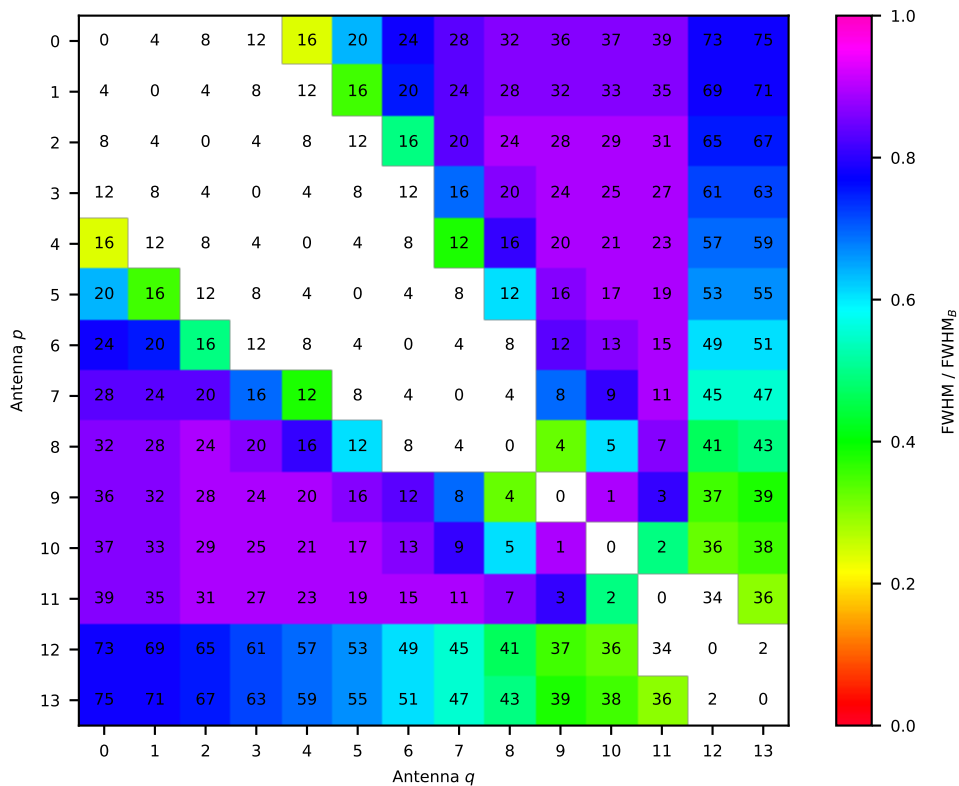 0 0 4 8 12 16 20 24 28 32 36 37 39 73 75
1 4 0 4 8 12 16 20 24 28 32 33 35 69 71
2 8 4 0 4 8 12 16 20 24 28 29 31 65 67
3 12 8 4 0 4 8 12 16 20 24 25 27 61 63
4 16 12 8 4 0 4 8 12 16 20 21 23 57 59
5 20 16 12 8 4 0 4 8 12 16 17 19 53 55
6 24 20 16 12 8 4 0 4 8 12 13 15 49 51
7 28 24 20 16 12 8 4 0 4 8 9 11 45 47
8 32 28 24 20 16 12 8 4 0 4 5 7 41 43
9 36 32 28 24 20 16 12 8 4 0 1 3 37 39
10 37 33 29 25 21 17 13 9 5 1 0 2 36 38
11 39 35 31 27 23 19 15 11 7 3 2 0 34 36
12 73 69 65 61 57 53 49 45 41 37 36 34 0 2
13 75 71 67 63 59 55 51 47 43 39 38 36 2 0
0 1 2 3 4 5 6 7 8 9 10 11 12 13
Antenna q
Antenna p
1.0
0.8
0.6
0.4
0.2
0.0
FWHM / FWHM_B